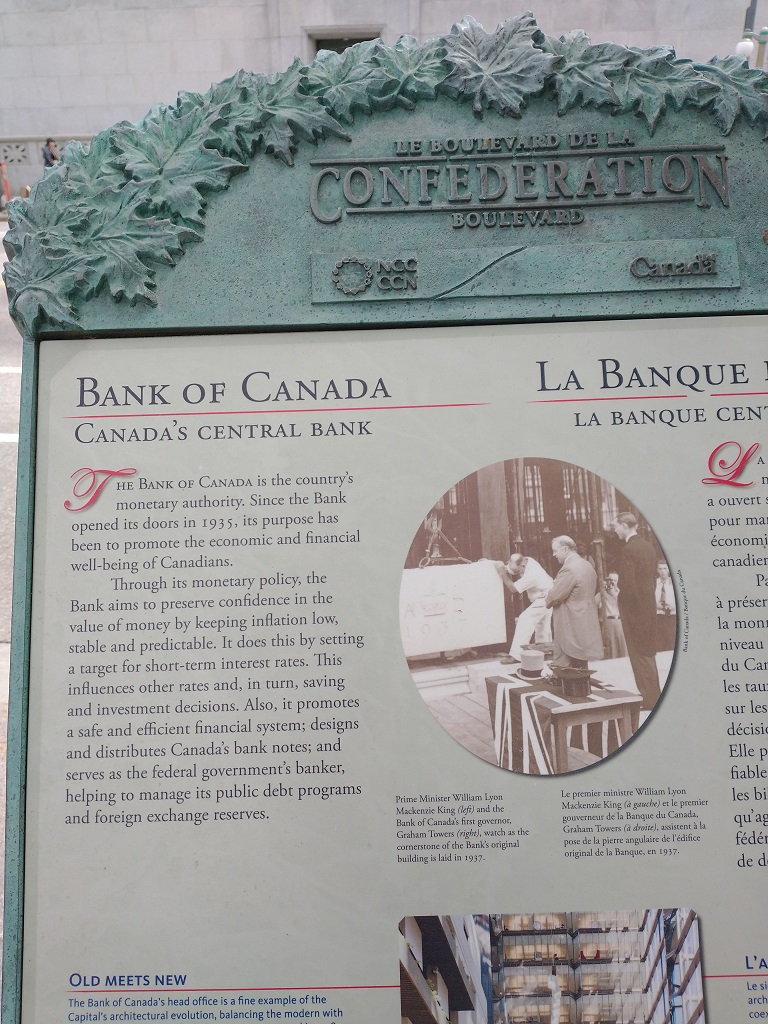 LE BOULEVARD DE LA
CONFEDERATION
BOULEVARD
NCC
CCN
Canada
BANK OF CANADA
CANADA'S CENTRAL BANK
THE BANK OF CANADA is the country's
monetary authority. Since the Bank
opened its doors in 1935, its purpose has
been to promote the economic and financial
well-being of Canadians.
Through its monetary policy, the
Bank aims to preserve confidence in the
value of money by keeping inflation low,
stable and predictable. It does this by setting
a target for short-term interest rates. This
influences other rates and, in turn, saving
and investment decisions. Also, it promotes
a safe and efficient financial system; designs
and distributes Canada's bank notes; and
serves as the federal government's banker,
helping to manage its public debt programs
and foreign exchange reserves.
Bank of Canada / Banque du Canada
Prime Minister William Lyon
Mackenzie King (left) and the
Bank of Canada's first governor,
Graham Towers (right), watch as the
cornerstone of the Bank's original
building is laid in 1937.
Le premier ministre William Lyon
Mackenzie King (à gauche) et le premier
gouverneur de la Banque du Canada,
Graham Towers (à droite), assistent à la
pose de la pierre angulaire de l'édifice
original de la Banque, en 1937.
OLD MEETS NEW
The Bank of Canada's head office is a fine example of the
Capital's architectural evolution, balancing the modern with
LA BANQUE
LA BANQUE CEN
LA
a ouvert
pour
canadien
Pa
à
la
niveau
du Ca
les
sur les
Elle p
fiable
les
qu'a
de
L'A
Le